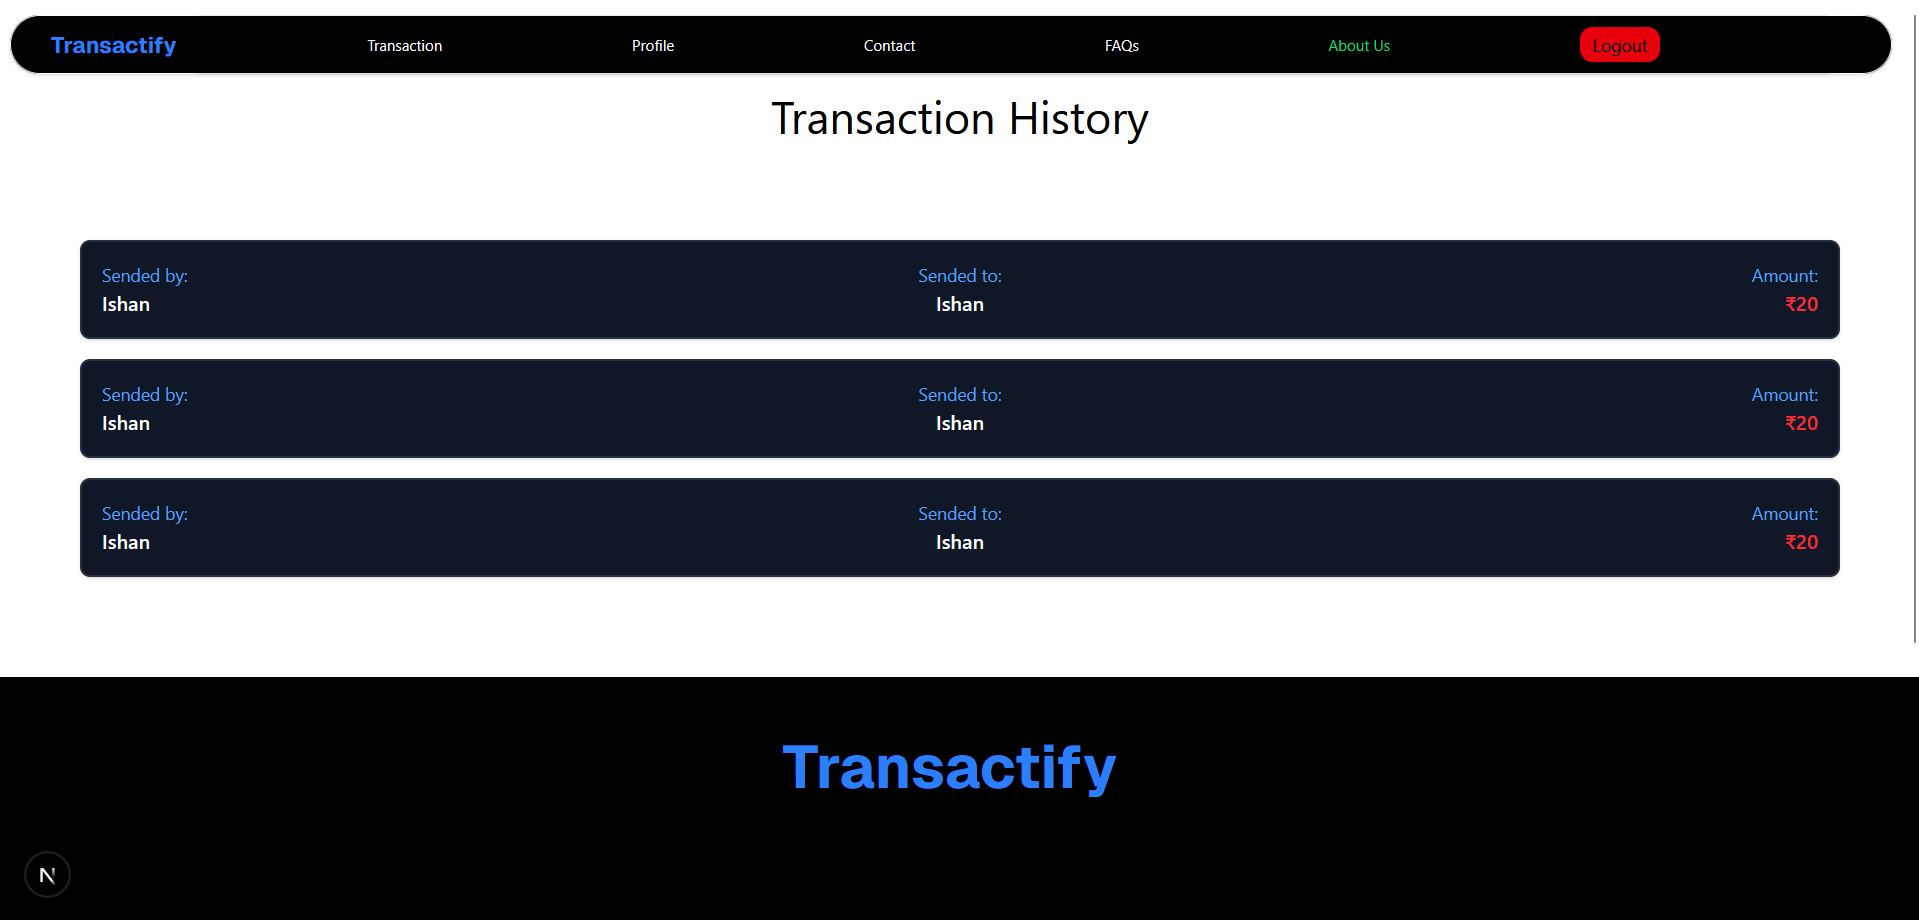 Transactify Transaction Profile Contact FAQs About Us Logout
Transaction History
Sended by: Sended to: Amount:
Ishan Ishan ₹20
Sended by: Sended to: Amount:
Ishan Ishan ₹20
Sended by: Sended to: Amount:
Ishan Ishan ₹20
Transactify
N